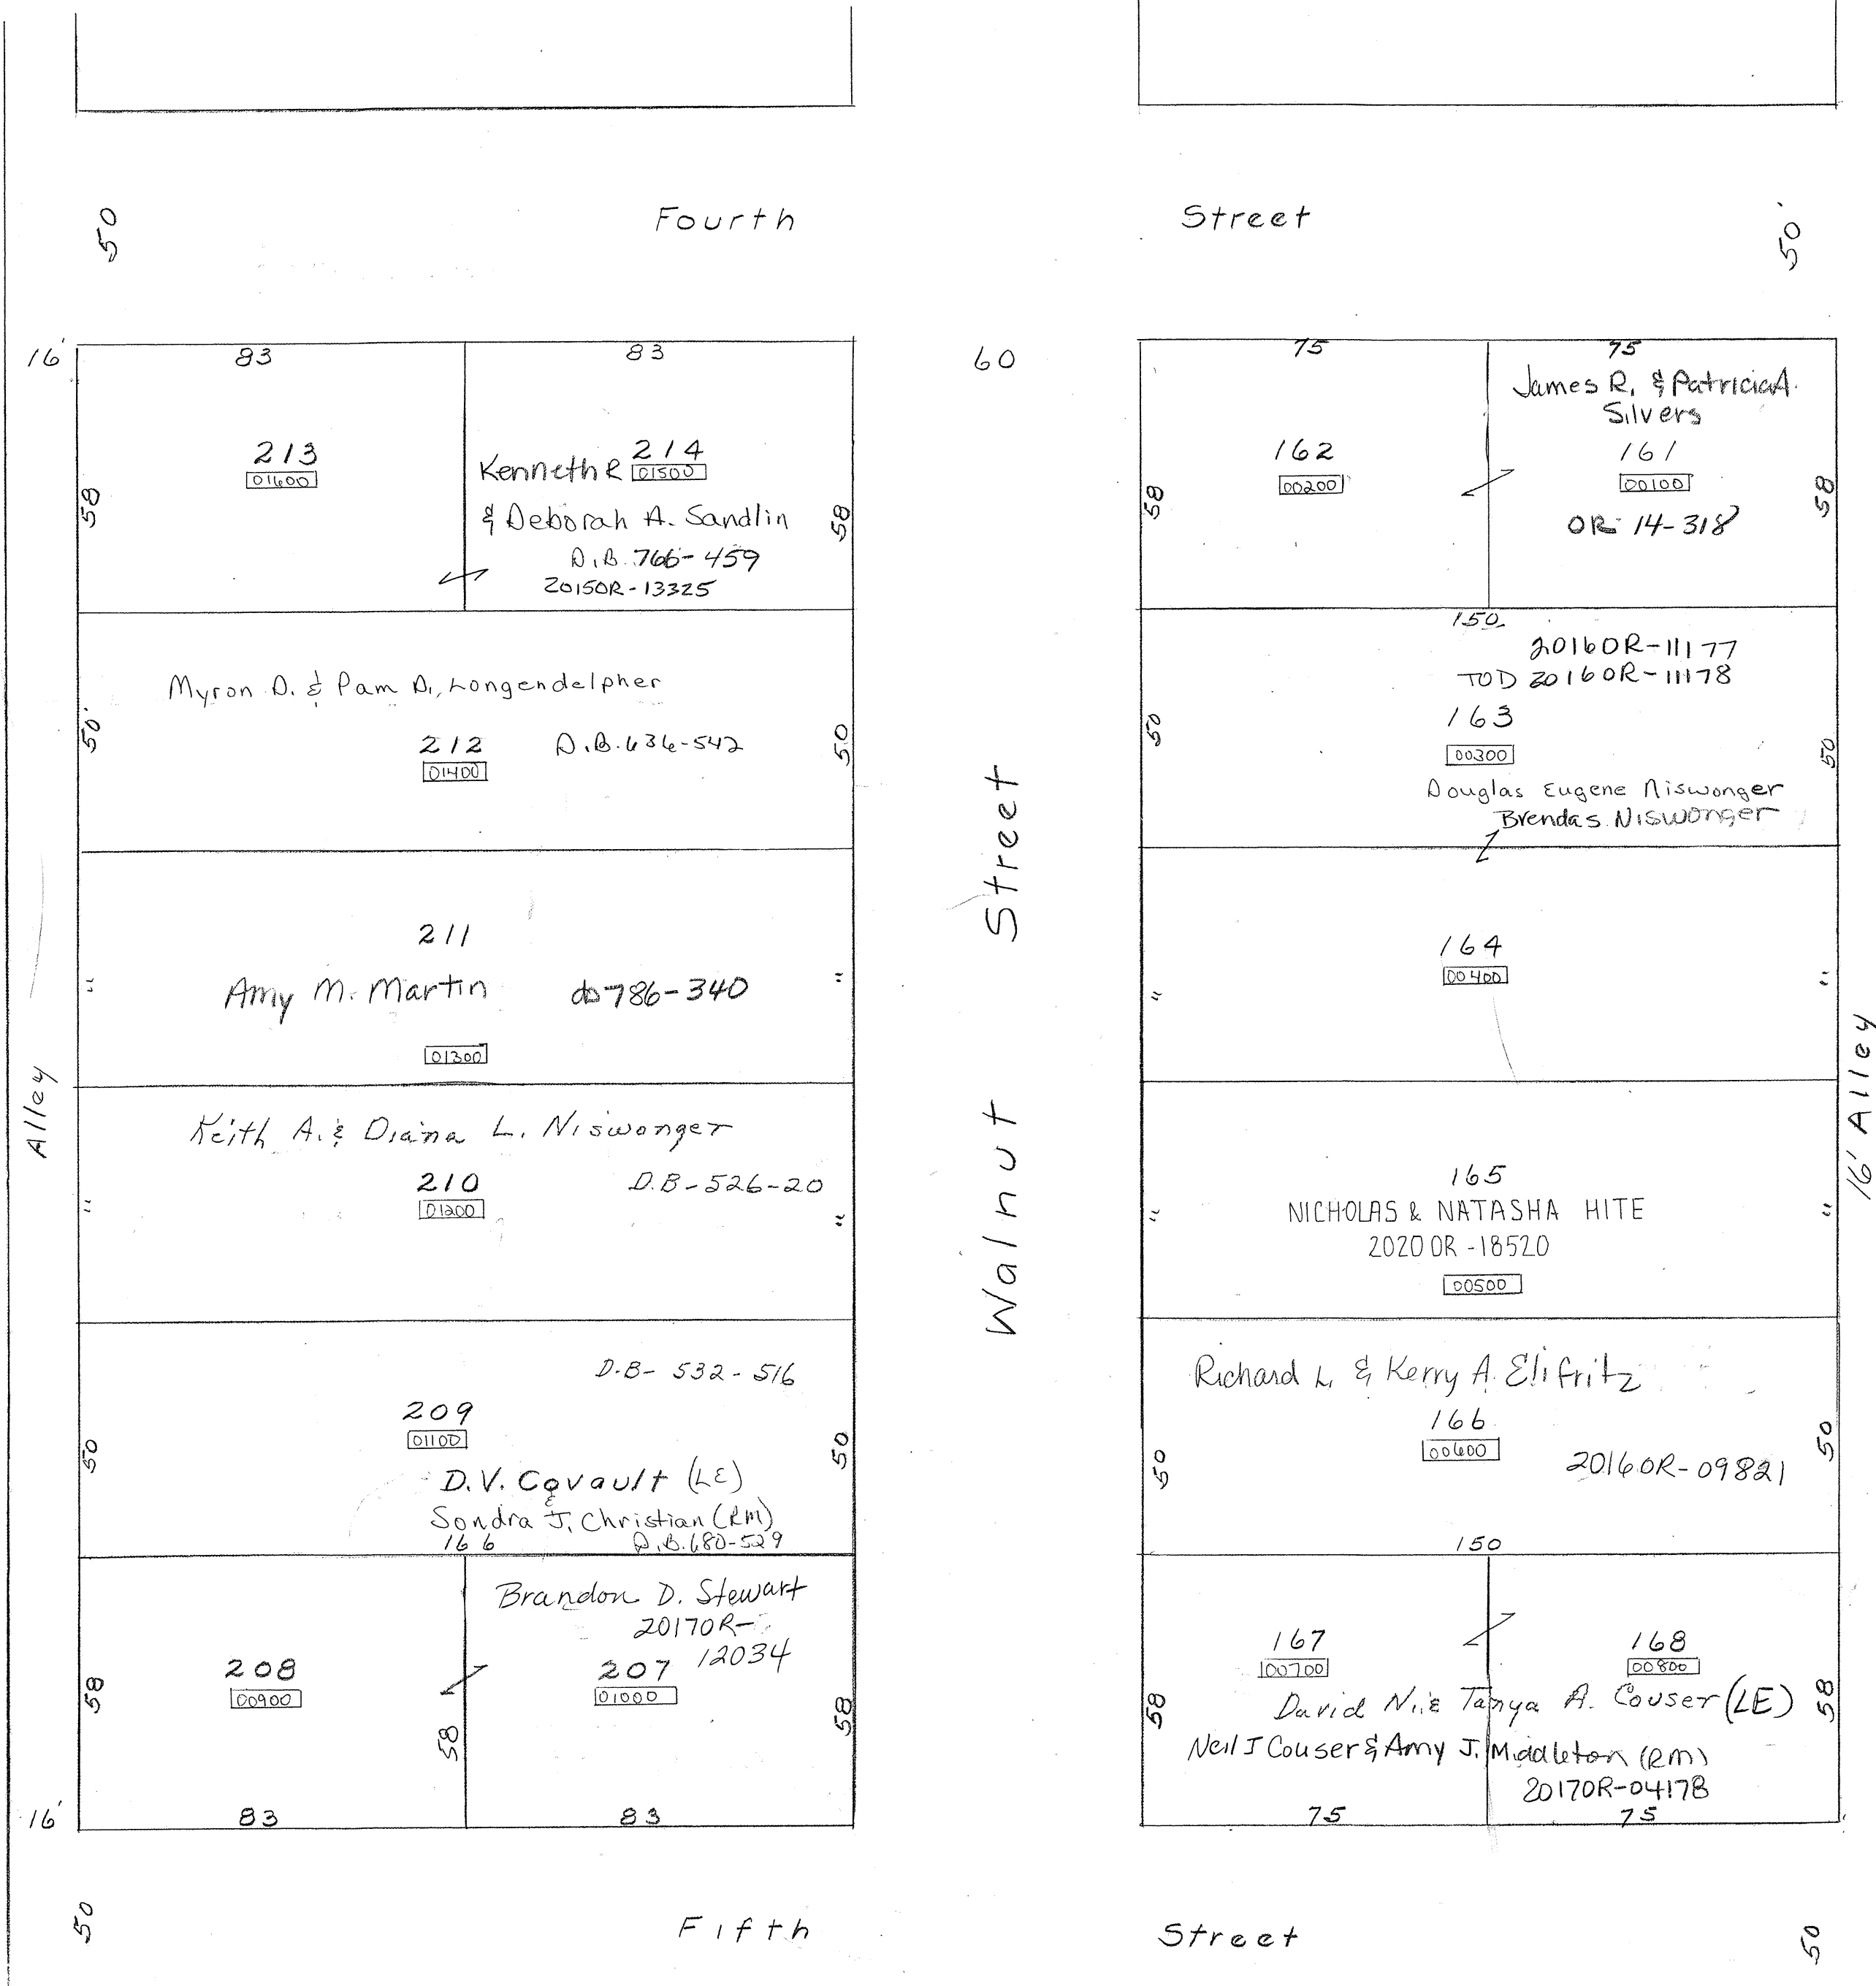 50
Fourth Street
50'
16'
83
83
60
75
75
213
01600
58
214
Kenneth R
01500
& Deborah A. Sandlin
58
D.B. 766-459
2015OR-13325
162
00200
58
James R. & Patricia A.
Silvers
161
00100
58
OR 14-318
Myron D. & Pam D. Longendelpher
50'
212
D.B. 636-542
01400
50
150
2016OR-11177
TOD 2016OR-11178
163
50
00300
50
Douglas Eugene Niswonger
Brenda S. Niswonger
211
"
Amy M. Martin
db 786-340
"
01300
164
00400
"
"
Walnut Street
Alley
16' Alley
Keith A. & Diana L. Niswonger
210
D.B-526-20
01200
"
"
165
NICHOLAS & NATASHA HITE
2020OR-18520
00500
"
"
D.B- 532-516
209
01100
50
50
D.V. Covault (LE)
&
Sondra J. Christian (RM)
166
D.B. 680-529
Richard L. & Kerry A. Elifritz
166
00600
50
50
2016OR-09821
150
Brandon D. Stewart
2017OR-
12034
208
00900
58
58
207
01000
58
83
83
16'
167
00700
168
00800
58
58
David N. & Tanya A. Couser (LE)
Neil J Couser & Amy J. Middleton (RM)
2017OR-04178
75
75
50
Fifth Street
50